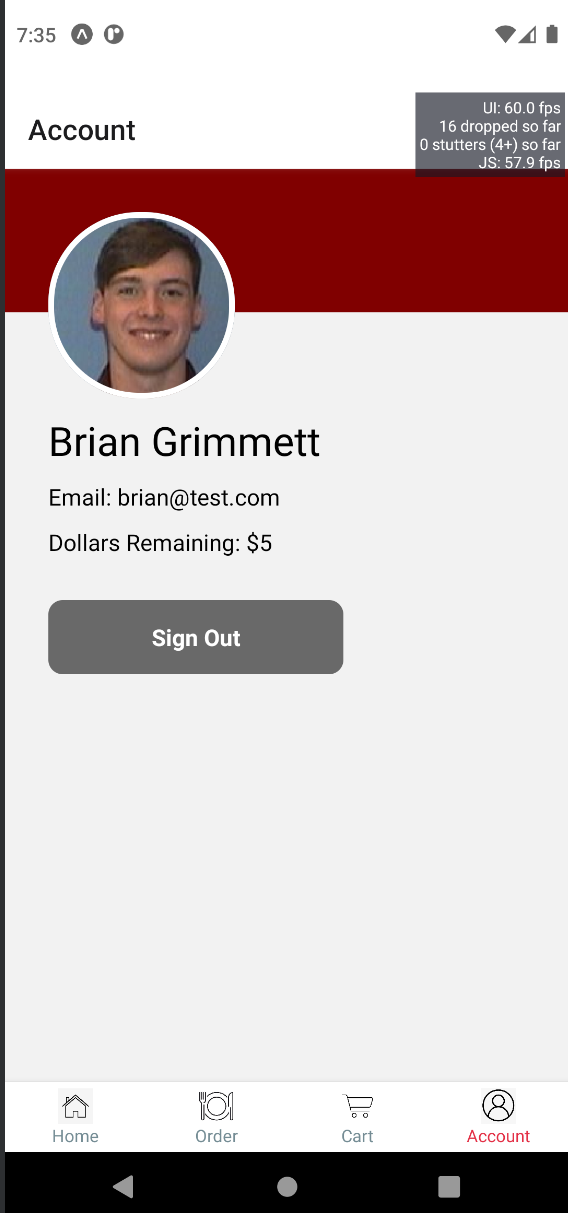 7:35
Account
UI: 60.0 fps
16 dropped so far
0 stutters (4+) so far
JS: 57.9 fps
Brian Grimmett
Email: brian@test.com
Dollars Remaining: $5
Sign Out
Home
Order
Cart
Account